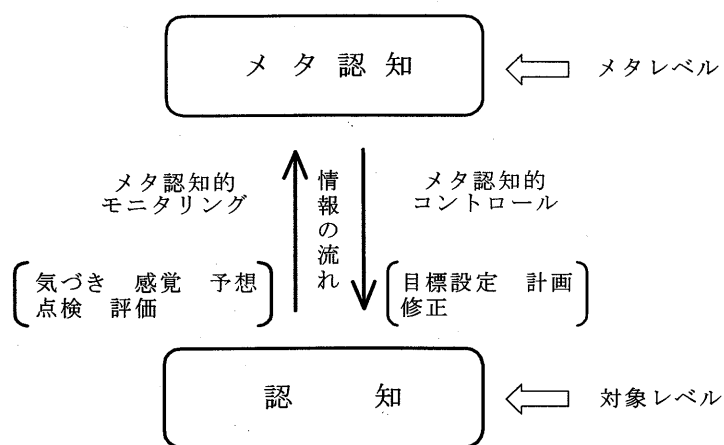 メタ認知
メタレベル
メタ認知的
モニタリング
情報の流れ
メタ認知的
コントロール
気づき 感覚 予想
点検 評価
目標設定 計画
修正
認知
対象レベル